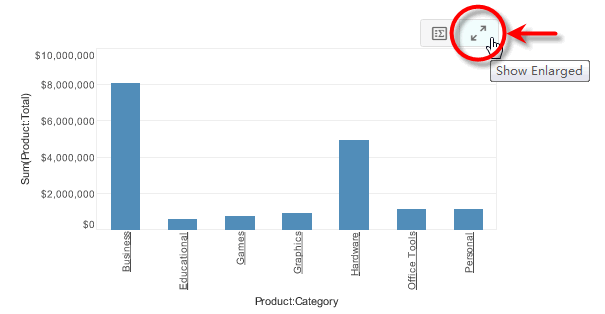 Show Enlarged
$10,000,000
$8,000,000
$6,000,000
$4,000,000
$2,000,000
$0
Sum(Product:Total)
Business
Educational
Games
Graphics
Hardware
Office Tools
Personal
Product:Category